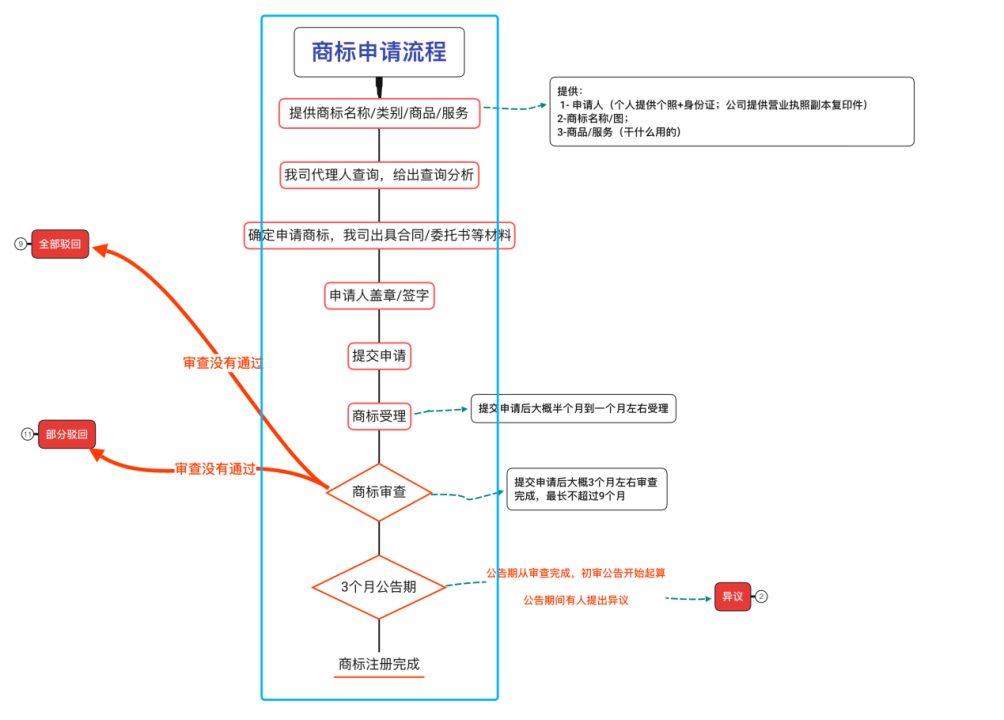 商标申请流程
提供商标名称/类别/商品/服务
提供：
1- 申请人（个人提供个照+身份证；公司提供营业执照副本复印件）
2-商标名称/图；
3-商品/服务（干什么用的）
我司代理人查询，给出查询分析
确定申请商标，我司出具合同/委托书等材料
9
全部驳回
申请人盖章/签字
提交申请
审查没有通过
商标受理
提交申请后大概半个月到一个月左右受理
11
部分驳回
审查没有通过
商标审查
提交申请后大概3个月左右审查
完成，最长不超过9个月
3个月公告期
公告期从审查完成，初审公告开始起算
公告期间有人提出异议
异议
2
商标注册完成